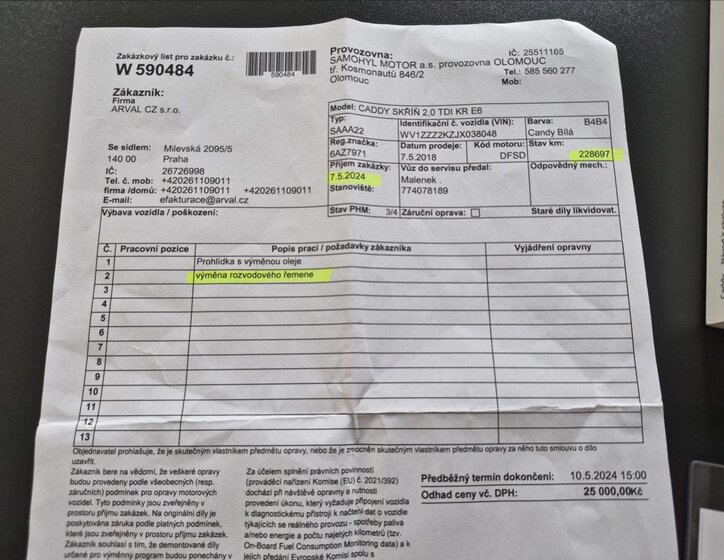 Zakázkový list pro zakázku č.:
W 590484
590484
Provozovna:
SAMOHYL MOTOR a.s. provozovna OLOMOUC
tř. Kosmonautů 846/2
Olomouc
IČ: 25511165
Tel.: 585 560 277
Mob:
Zákazník:
Firma
ARVAL CZ s.r.o.
Se sídlem: Milevská 2095/5
140 00 Praha
IČ: 26726998
Tel. č. mob: +420261109011
firma /domů: +420261109011 +420261109011
E-mail: efakturace@arval.cz
Model: CADDY SKŘÍŇ 2,0 TDI KR E6
Typ: Identifikační č. vozidla (VIN): Barva: B4B4
SAAA22 WV1ZZZ2KZJX038048 Candy Bílá
Reg.značka: Datum prodeje: Kód motoru: Stav km:
6AZ7971 7.5.2018 DFSD 228697
Příjem zakázky: Vůz do servisu předal: Odpovědný mech.:
7.5.2024 Malenek .
Stanoviště: 774078189
Výbava vozidla / poškození: Stav PHM: 3/4 Záruční oprava: Staré díly likvidovat.
Č. Pracovní pozice Popis prací / požadavky zákazníka Vyjádření opravny
1 Prohlídka s výměnou oleje
2 výměna rozvodového řemene
3
4
5
6
7
8
9
10
11
12
13
Objednavatel prohlašuje, že je skutečným vlastníkem předmětu opravy, nebo že je zmocněn skutečným vlastníkem předmětu opravy za něho tuto smlouvu o dílo
uzavřít.
Zákazník bere na vědomí, že veškeré opravy
budou provedeny podle všeobecných (resp.
záručních) podmínek pro opravy motorových
vozidel. Tyto podmínky jsou zveřejněny v
prostoru příjmu zakázek. Na originální díly je
poskytována záruka podle platných podmínek,
které jsou zveřejněny v prostoru příjmu zakázek.
Zákazník souhlasí s tím, že demontované díly
určené pro výměnný program budou ponechány v
Za účelem splnění právních povinností
(prováděcí nařízení Komise (EU) č. 2021/392)
dochází při návštěvě opravny a nutnosti
provedení úkonu, který vyžaduje připojení vozidla
k diagnostickému přístroji k načtení dat o vozidle
týkajících se reálného provozu - spotřeby paliva
a/nebo energie a počtu najetých kilometrů (tzv.
On-Board Fuel Consumption Monitoring data) a k
jejich předání Evropské Komisi spolu s
Předběžný termín dokončení: 10.5.2024 15:00
Odhad ceny vč. DPH: 25 000,00Kč